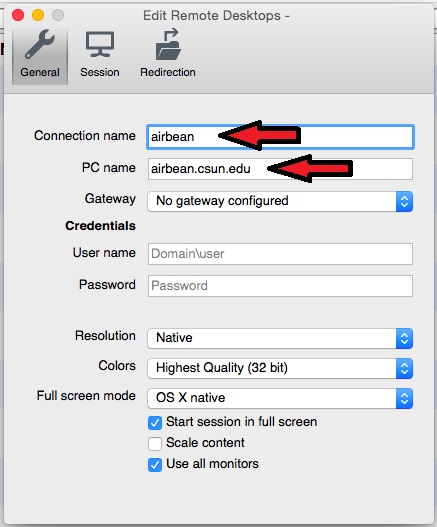 Edit Remote Desktops -
General Session Redirection
Connection name airbean
PC name airbean.csun.edu
Gateway No gateway configured
Credentials
User name Domain\user
Password Password
Resolution Native
Colors Highest Quality (32 bit)
Full screen mode OS X native
Start session in full screen
Scale content
Use all monitors